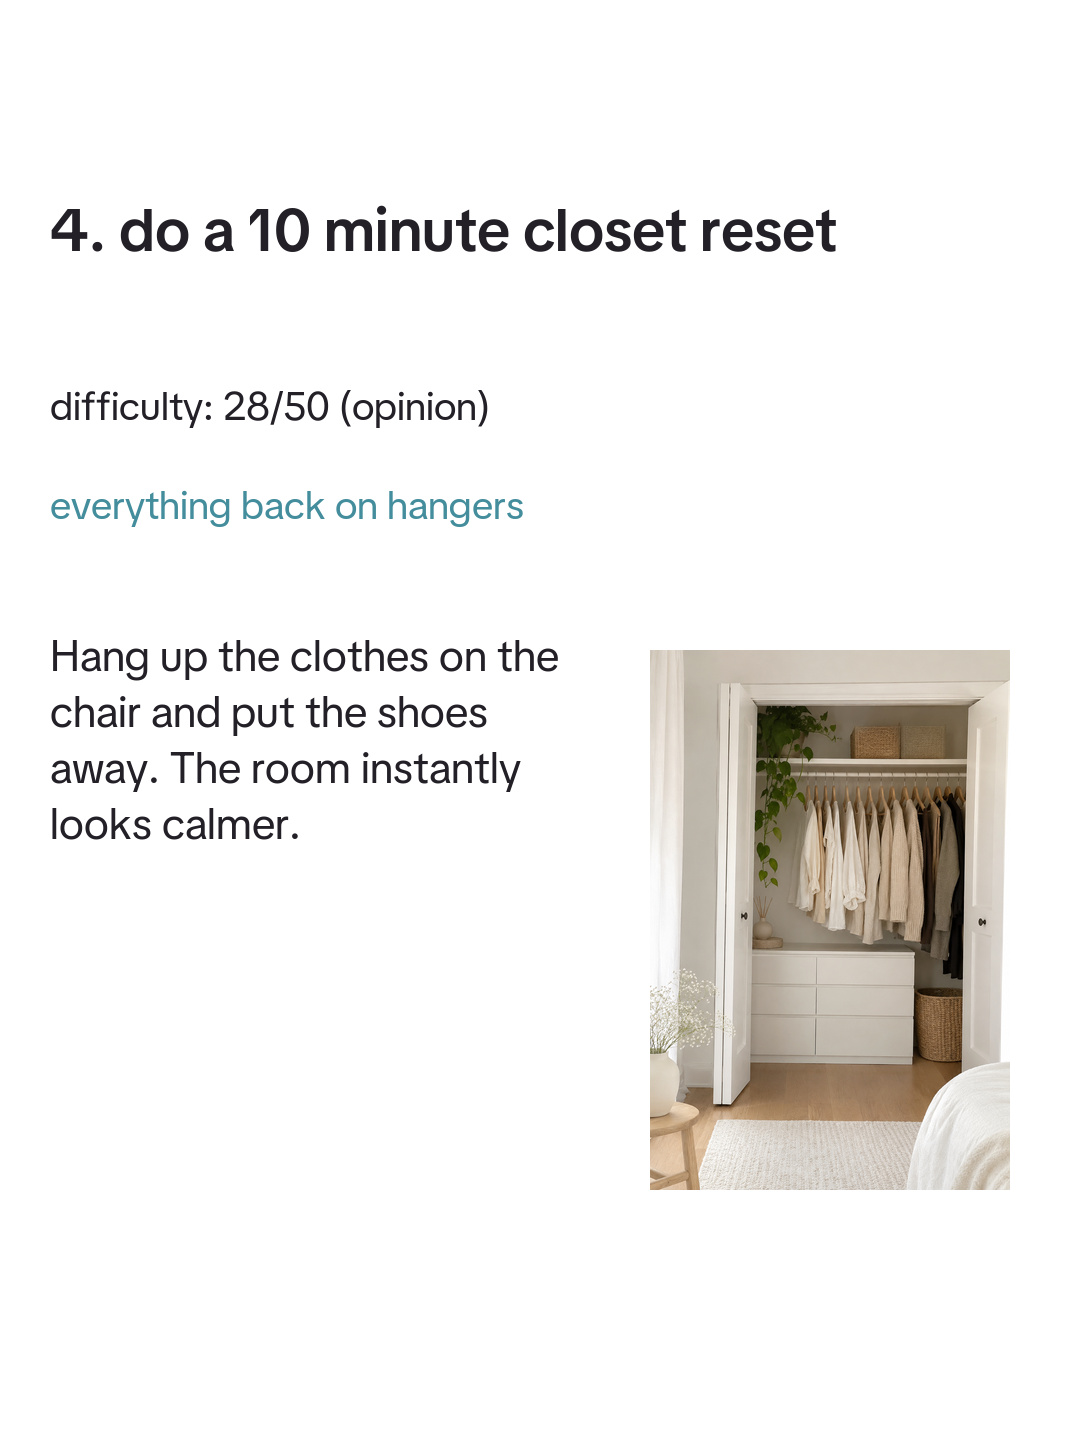 4. do a 10 minute closet reset
difficulty: 28/50 (opinion)
everything back on hangers
Hang up the clothes on the
chair and put the shoes
away. The room instantly
looks calmer.